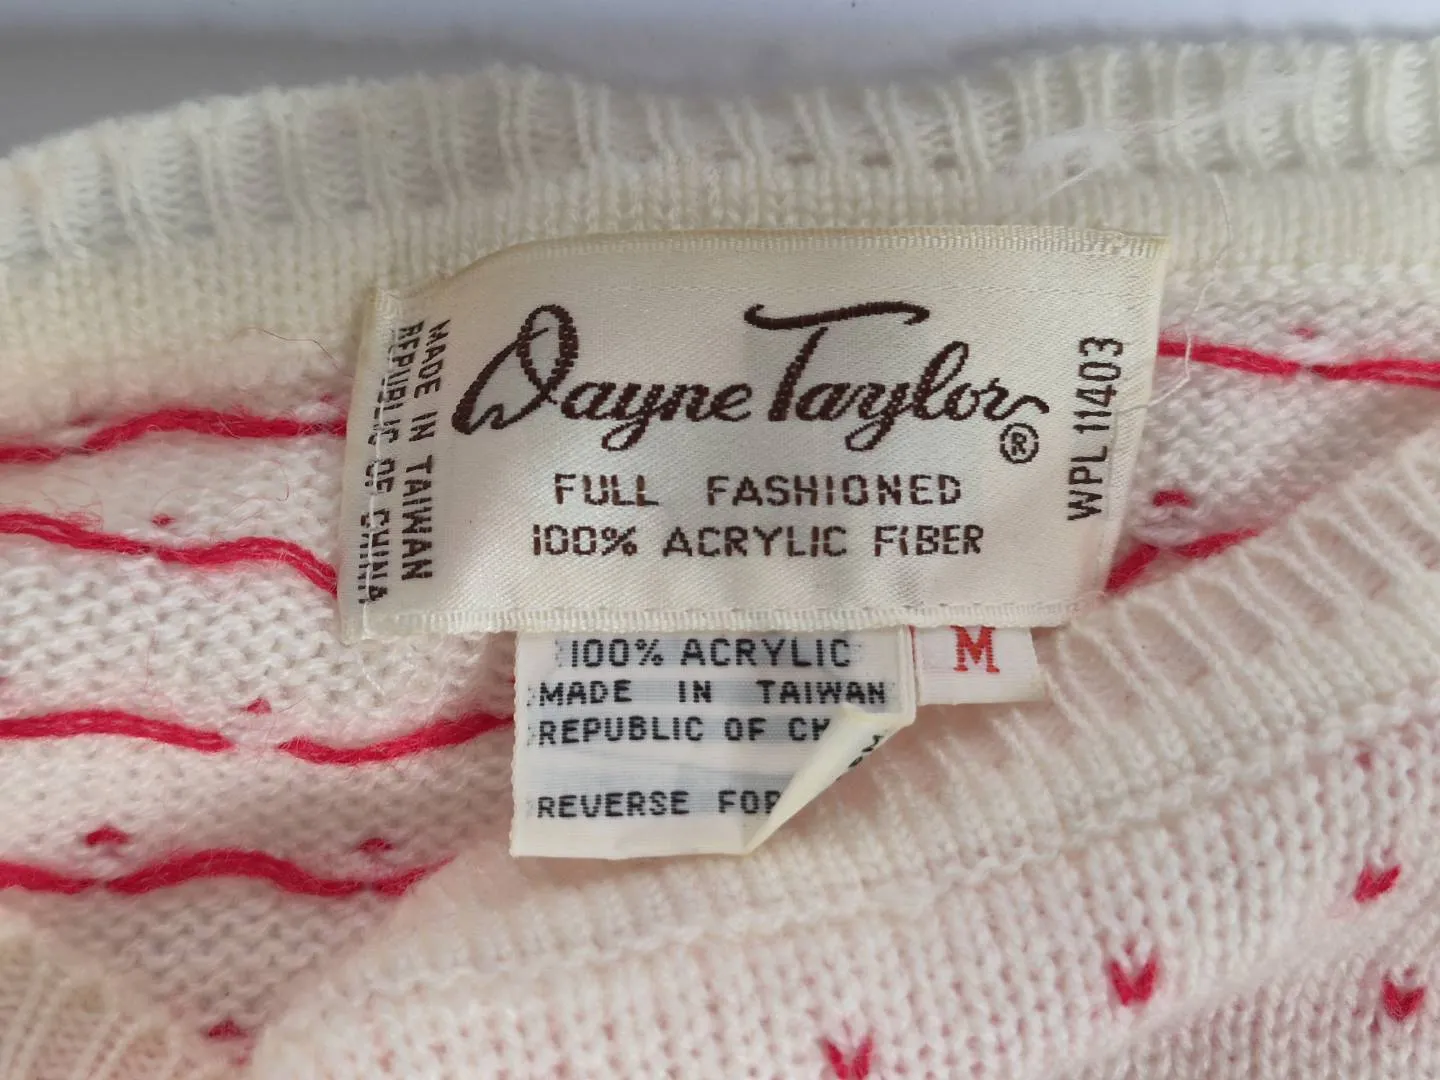 Wayne Taylor®
FULL FASHIONED
100% ACRYLIC FIBER
MADE IN TAIWAN
REPUBLIC OF CHINA
WPL 11403
M
100% ACRYLIC
MADE IN TAIWAN
REPUBLIC OF CH
REVERSE FOR